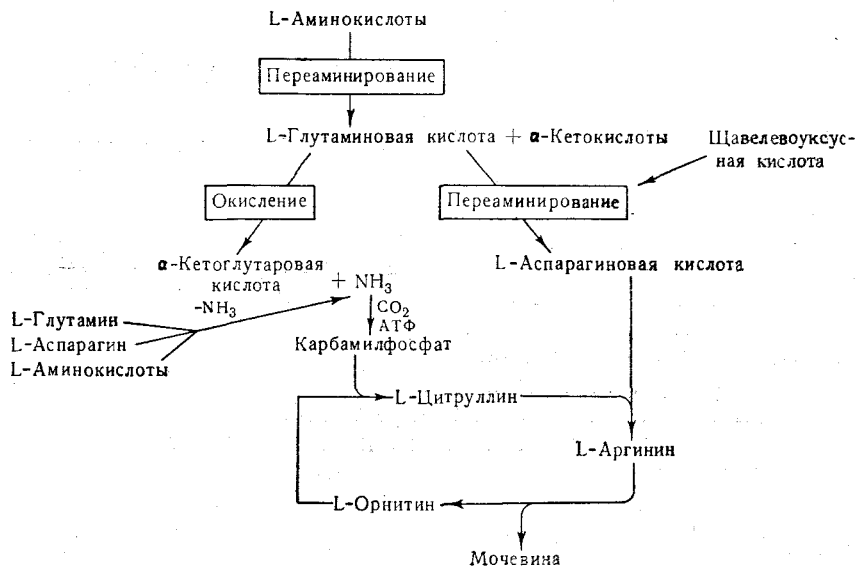 L-Аминокислоты
Переаминирование
L-Глутаминовая кислота + α-Кетокислоты
Щавелевоуксус-
ная кислота
Окисление
Переаминирование
α-Кетоглутаровая
кислота
+ NH₃
L-Аспарагиновая кислота
-NH₃
CO₂
АТФ
L-Глутамин
L-Аспарагин
L-Аминокислоты
Карбамилфосфат
L-Цитруллин
L-Аргинин
L-Орнитин
Мочевина